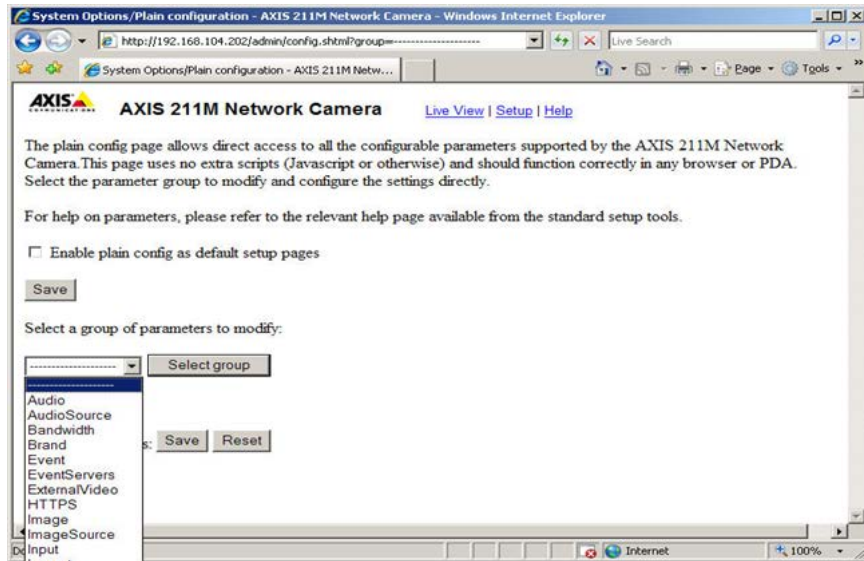 System Options/Plain configuration - AXIS 211M Network Camera - Windows Internet Explorer
http://192.168.104.202/admin/config.shtml?group=--------------------
Live Search
System Options/Plain configuration - AXIS 211M Netw...
Page
Tools
AXIS
COMMUNICATIONS
AXIS 211M Network Camera
Live View | Setup | Help
The plain config page allows direct access to all the configurable parameters supported by the AXIS 211M Network
Camera.This page uses no extra scripts (Javascript or otherwise) and should function correctly in any browser or PDA.
Select the parameter group to modify and configure the settings directly.
For help on parameters, please refer to the relevant help page available from the standard setup tools.
Enable plain config as default setup pages
Save
Select a group of parameters to modify:
-------------------- Select group
--------------------
Audio
AudioSource
Bandwidth
Brand
s: Save Reset
Event
EventServers
ExternalVideo
HTTPS
Image
ImageSource
Input
Internet
100%